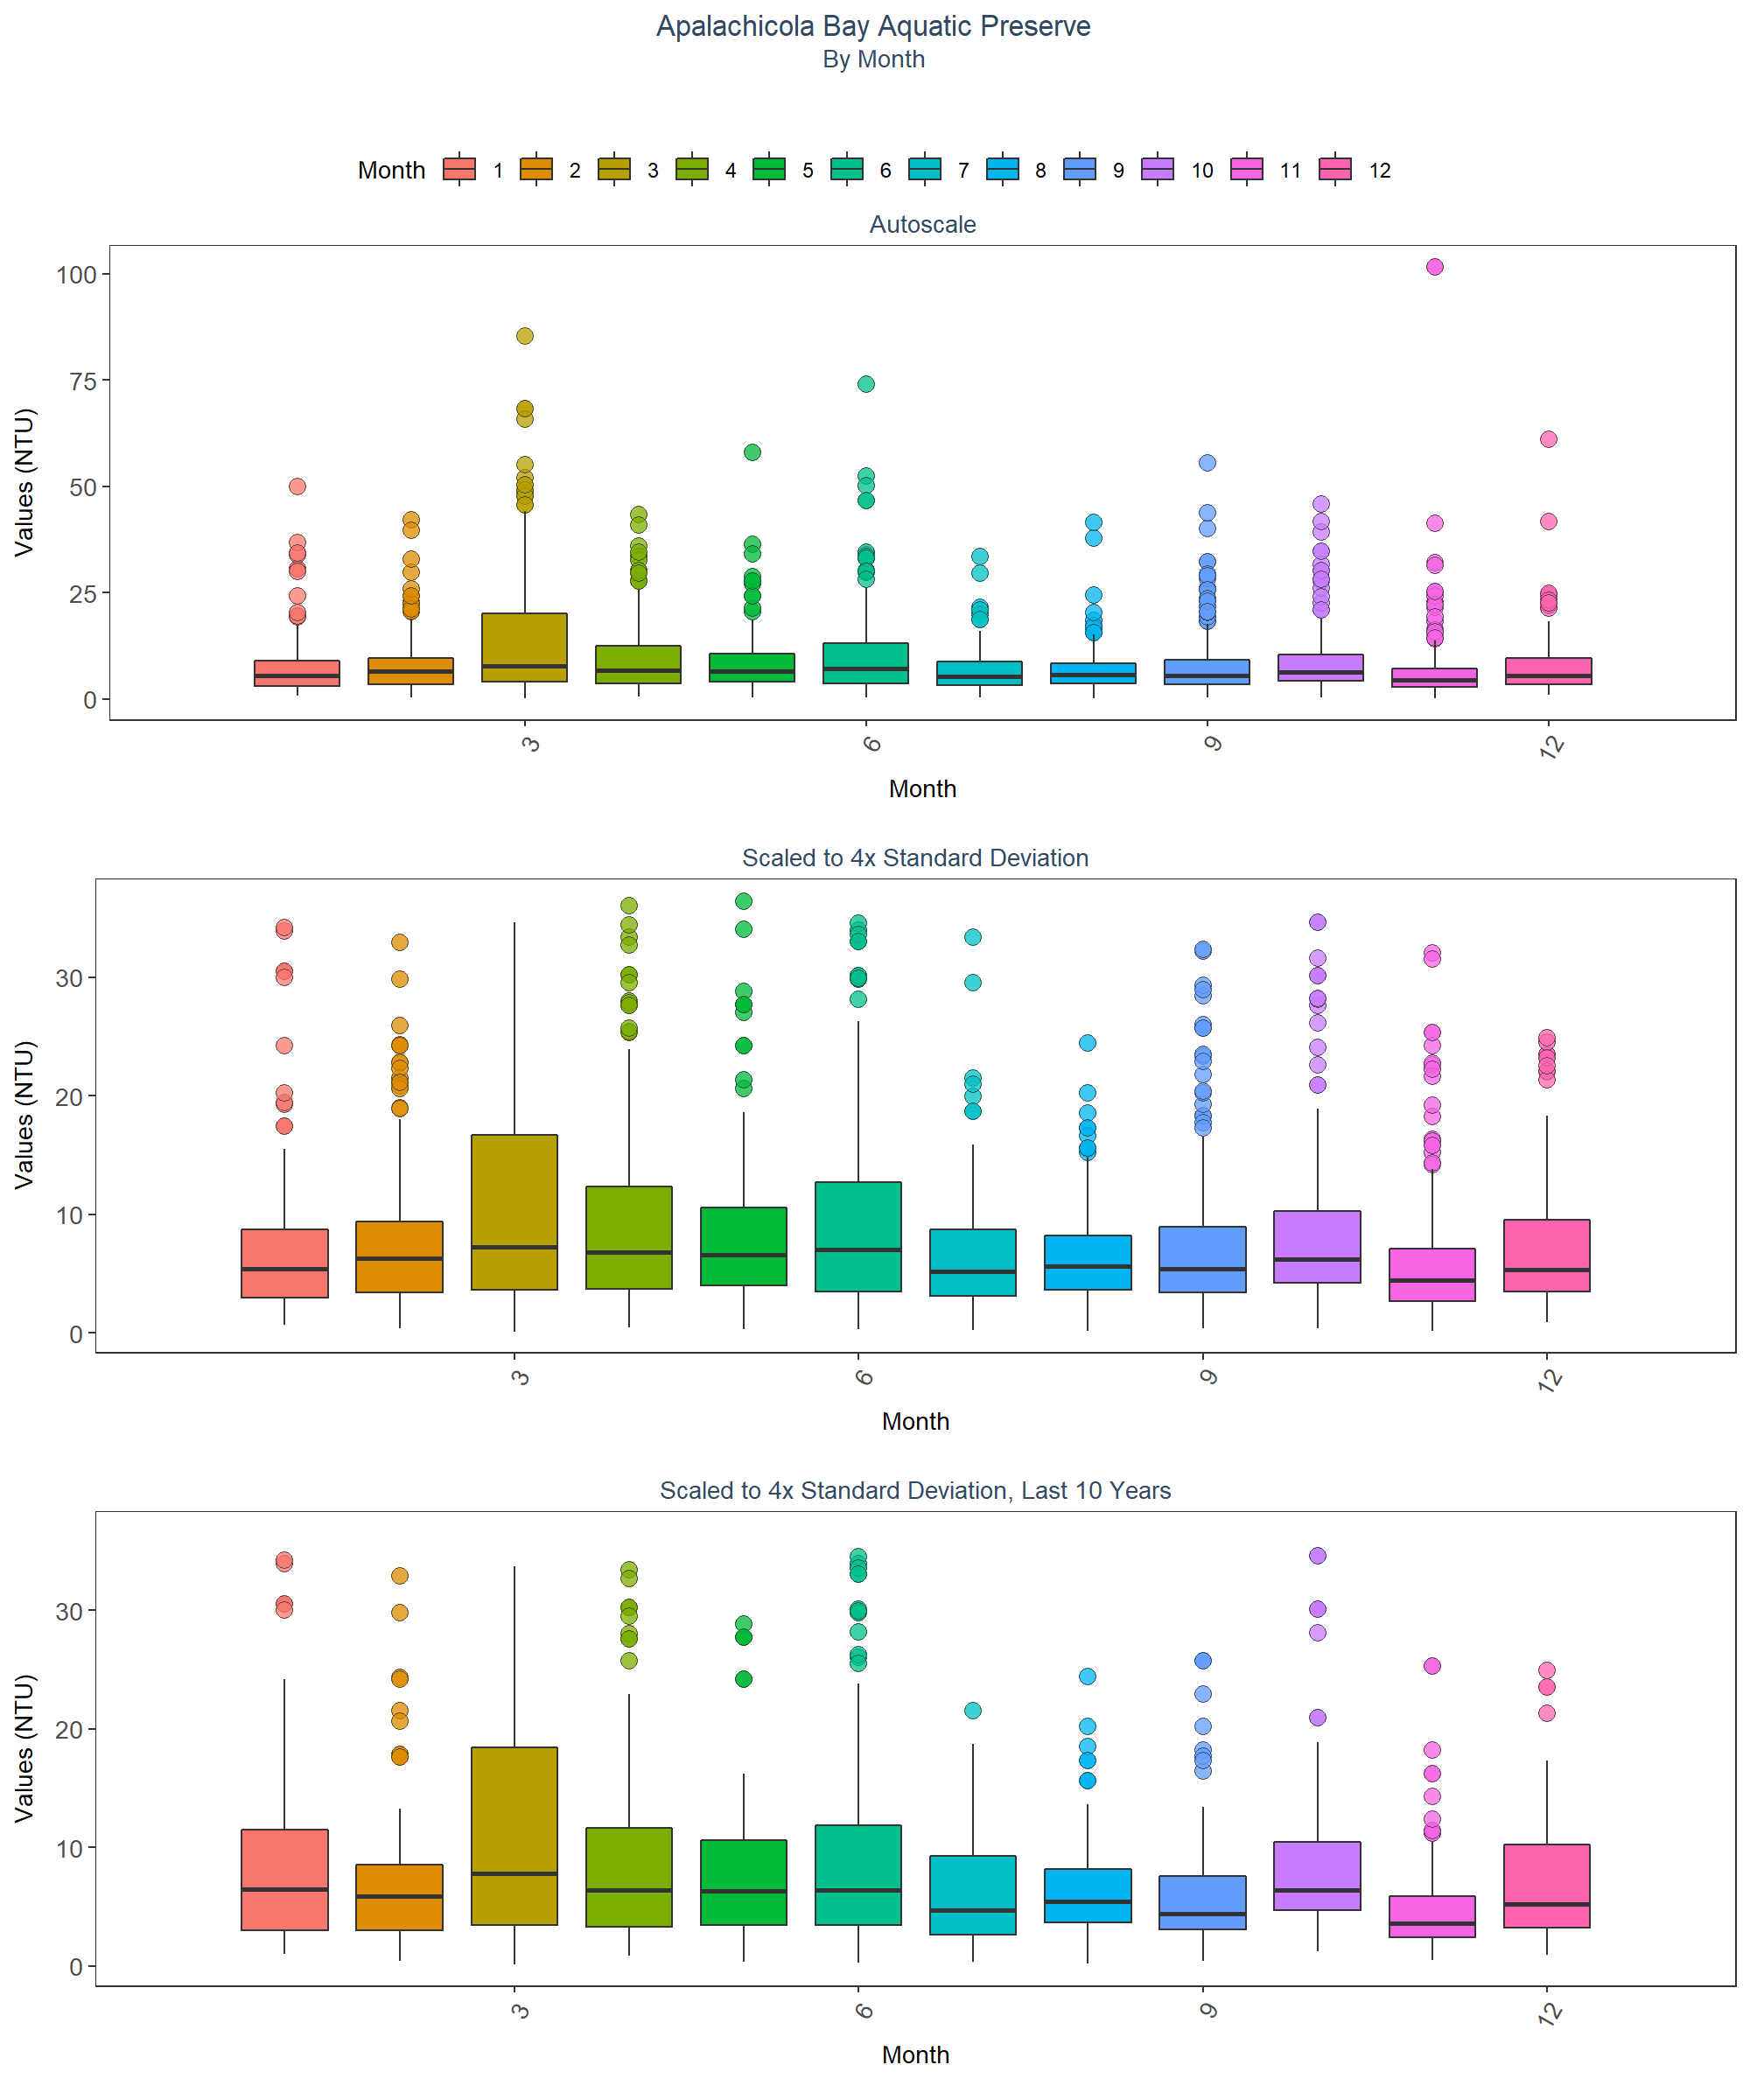 Apalachicola Bay Aquatic Preserve
By Month
Month 1 2 3 4 5 6 7 8 9 10 11 12
Autoscale
Values (NTU)
100
75
50
25
0
3 6 9 12
Month
Scaled to 4x Standard Deviation
Values (NTU)
30
20
10
0
3 6 9 12
Month
Scaled to 4x Standard Deviation, Last 10 Years
Values (NTU)
30
20
10
0
3 6 9 12
Month